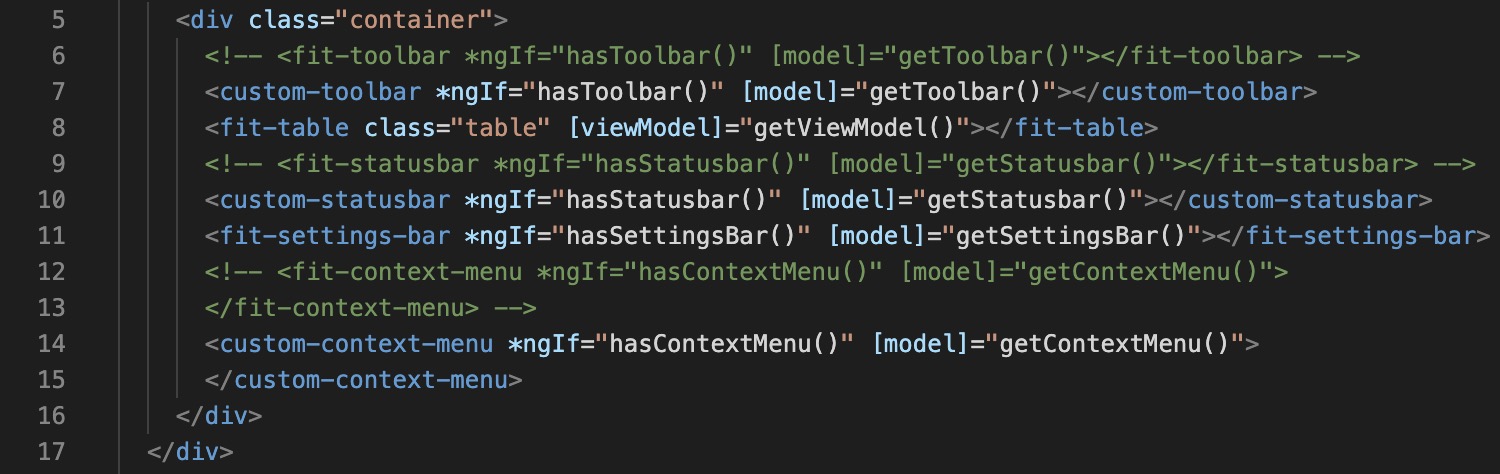 5 <div class="container">
6 <!-- <fit-toolbar *ngIf="hasToolbar()" [model]="getToolbar()"></fit-toolbar> -->
7 <custom-toolbar *ngIf="hasToolbar()" [model]="getToolbar()"></custom-toolbar>
8 <fit-table class="table" [viewModel]="getViewModel()"></fit-table>
9 <!-- <fit-statusbar *ngIf="hasStatusbar()" [model]="getStatusbar()"></fit-statusbar> -->
10 <custom-statusbar *ngIf="hasStatusbar()" [model]="getStatusbar()"></custom-statusbar>
11 <fit-settings-bar *ngIf="hasSettingsBar()" [model]="getSettingsBar()"></fit-settings-bar>
12 <!-- <fit-context-menu *ngIf="hasContextMenu()" [model]="getContextMenu()">
13 </fit-context-menu> -->
14 <custom-context-menu *ngIf="hasContextMenu()" [model]="getContextMenu()">
15 </custom-context-menu>
16 </div>
17 </div>